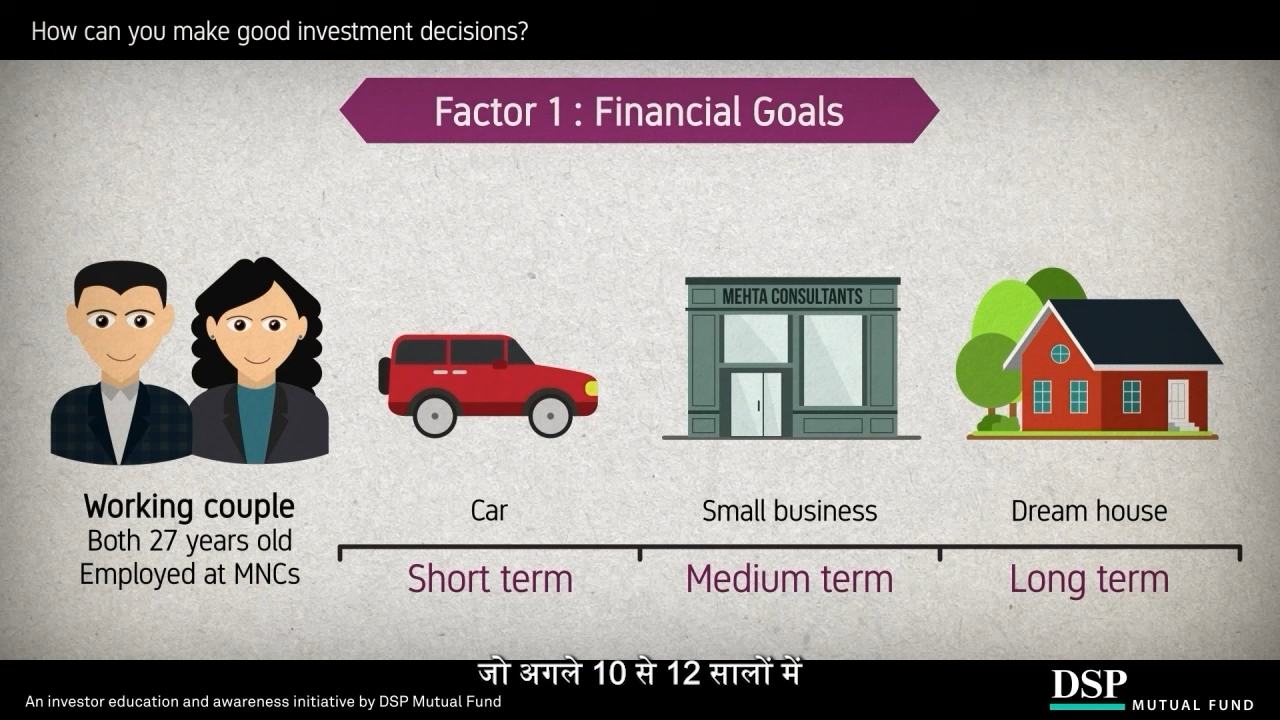 How can you make good investment decisions?
Factor 1 : Financial Goals
MEHTA CONSULTANTS
Working couple
Both 27 years old
Employed at MNCs
Car
Small business
Dream house
Short term
Medium term
Long term
जो अगले 10 से 12 सालों में
An investor education and awareness initiative by DSP Mutual Fund
DSP
MUTUAL FUND